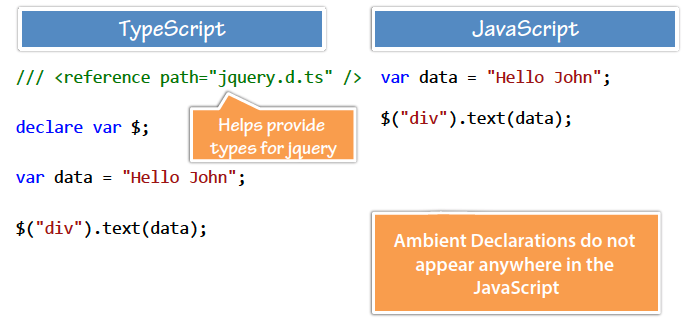 TypeScript
/// <reference path="jquery.d.ts" />
Helps provide
types for jquery
declare var $;
var data = "Hello John";
$("div").text(data);
JavaScript
var data = "Hello John";
$("div").text(data);
Ambient Declarations do not
appear anywhere in the
JavaScript